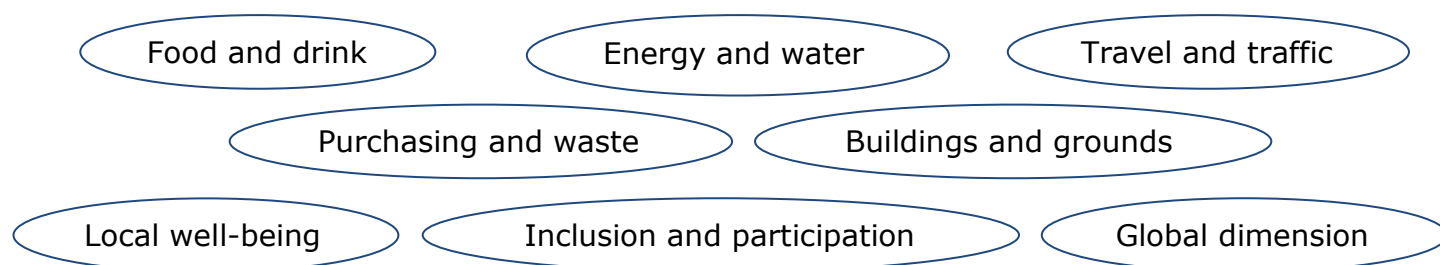 Food and drink
Energy and water
Travel and traffic
Purchasing and waste
Buildings and grounds
Local well-being
Inclusion and participation
Global dimension